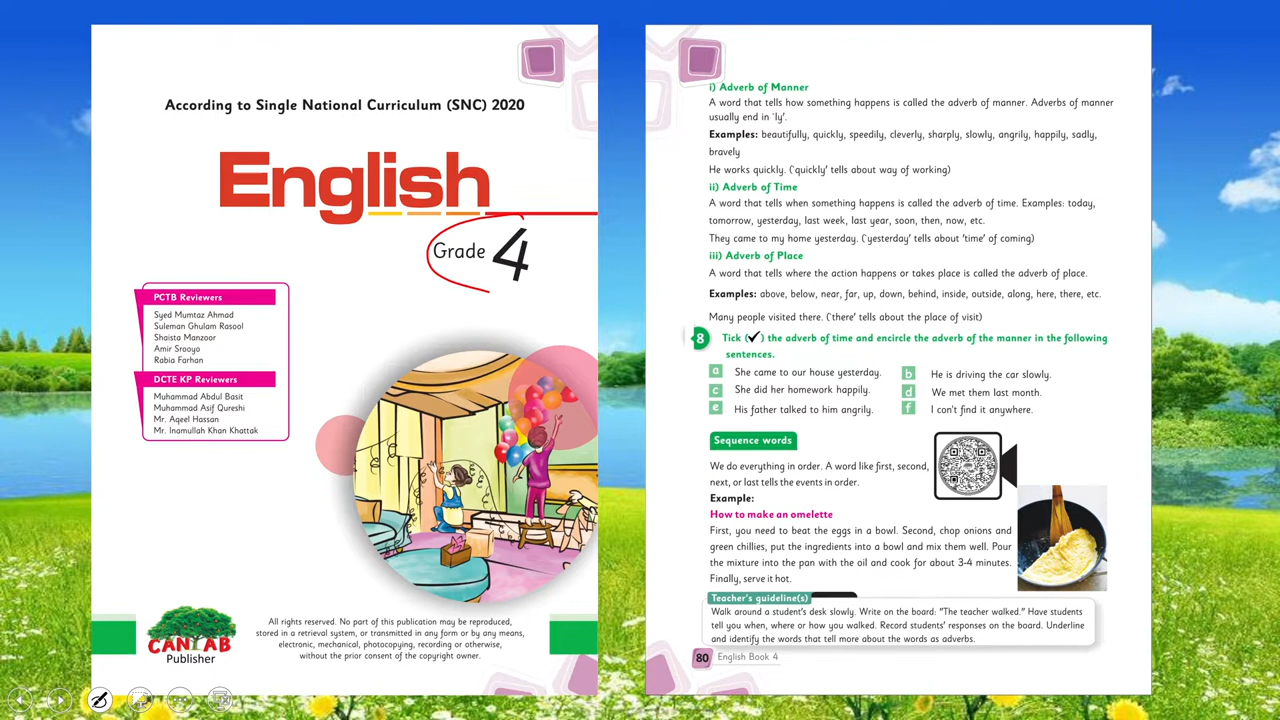 According to Single National Curriculum (SNC) 2020
English
Grade 4
PCTB Reviewers
Syed Mumtaz Ahmad
Suleman Ghulam Rasool
Shaista Manzoor
Amir Srooyo
Rabia Farhan
DCTE KP Reviewers
Muhammad Abdul Basit
Muhammad Asif Qureshi
Mr. Aqeel Hassan
Mr. Inamullah Khan Khattak
CANTAB
Publisher
All rights reserved. No part of this publication may be reproduced,
stored in a retrieval system, or transmitted in any form or by any means,
electronic, mechanical, photocopying, recording or otherwise,
without the prior consent of the copyright owner.
i) Adverb of Manner
A word that tells how something happens is called the adverb of manner. Adverbs of manner
usually end in 'ly'.
Examples: beautifully, quickly, speedily, cleverly, sharply, slowly, angrily, happily, sadly,
bravely
He works quickly. ('quickly' tells about way of working)
ii) Adverb of Time
A word that tells when something happens is called the adverb of time. Examples: today,
tomorrow, yesterday, last week, last year, soon, then, now, etc.
They came to my home yesterday. ('yesterday' tells about 'time' of coming)
iii) Adverb of Place
A word that tells where the action happens or takes place is called the adverb of place.
Examples: above, below, near, far, up, down, behind, inside, outside, along, here, there, etc.
Many people visited there. ('there' tells about the place of visit)
8 Tick (✓) the adverb of time and encircle the adverb of the manner in the following
sentences.
a She came to our house yesterday.
b He is driving the car slowly.
c She did her homework happily.
d We met them last month.
e His father talked to him angrily.
f I con't find it anywhere.
Sequence words
We do everything in order. A word like first, second,
next, or last tells the events in order.
Example:
How to make an omelette
First, you need to beat the eggs in a bowl. Second, chop onions and
green chillies, put the ingredients into a bowl and mix them well. Pour
the mixture into the pan with the oil and cook for about 3-4 minutes.
Finally, serve it hot.
Teacher's guideline(s)
Walk around a student's desk slowly. Write on the board: "The teacher walked." Have students
tell you when, where or how you walked. Record students' responses on the board. Underline
and identify the words that tell more about the words as adverbs.
80 English Book 4